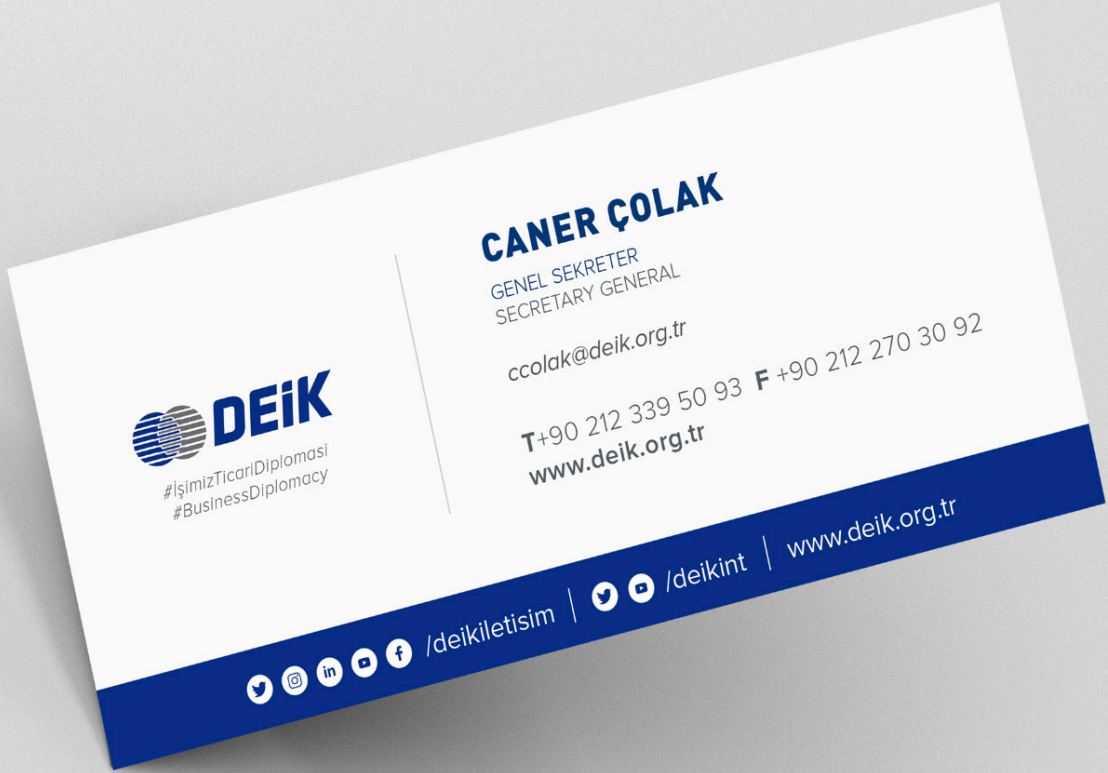 DEiK
#İşimizTicariDiplomasi
#BusinessDiplomacy
CANER ÇOLAK
GENEL SEKRETER
SECRETARY GENERAL
ccolak@deik.org.tr
T+90 212 339 50 93 F +90 212 270 30 92
www.deik.org.tr
/deikiletisim | /deikint | www.deik.org.tr